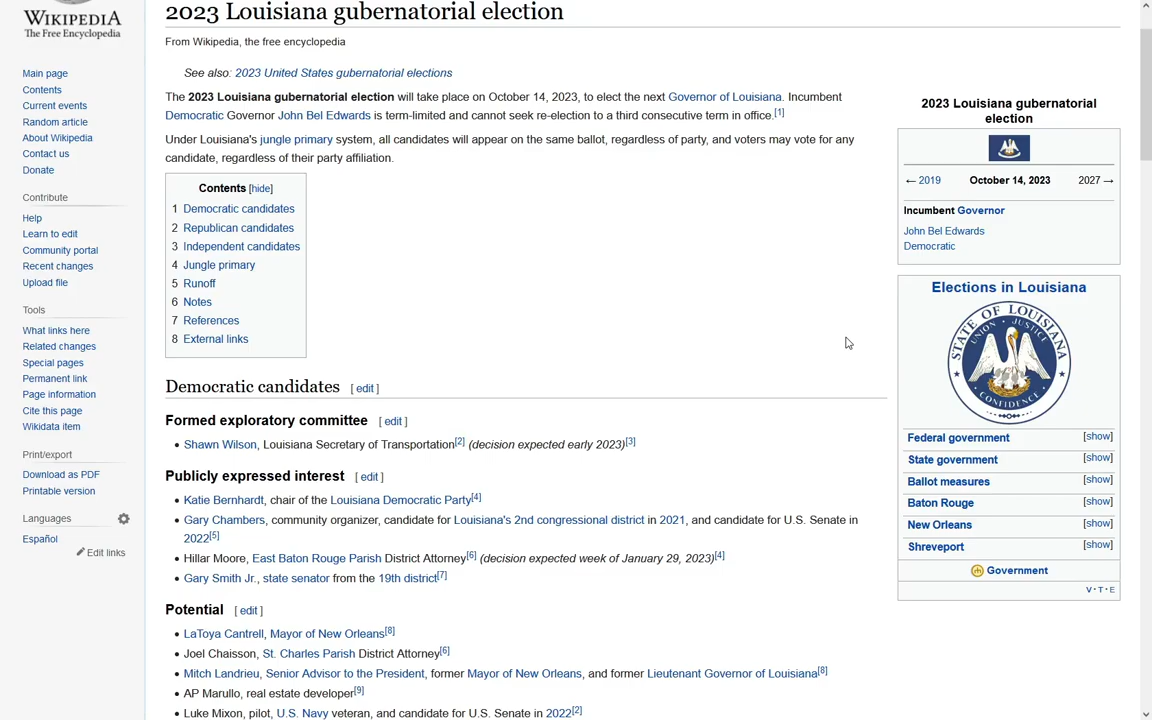 WIKIPEDIA
The Free Encyclopedia
Main page
Contents
Current events
Random article
About Wikipedia
Contact us
Donate
Contribute
Help
Learn to edit
Community portal
Recent changes
Upload file
Tools
What links here
Related changes
Special pages
Permanent link
Page information
Cite this page
Wikidata item
Print/export
Download as PDF
Printable version
Languages
Español
Edit links
2023 Louisiana gubernatorial election
From Wikipedia, the free encyclopedia
See also: 2023 United States gubernatorial elections
The 2023 Louisiana gubernatorial election will take place on October 14, 2023, to elect the next Governor of Louisiana. Incumbent
Democratic Governor John Bel Edwards is term-limited and cannot seek re-election to a third consecutive term in office.[1]
Under Louisiana's jungle primary system, all candidates will appear on the same ballot, regardless of party, and voters may vote for any
candidate, regardless of their party affiliation.
Contents [hide]
1 Democratic candidates
2 Republican candidates
3 Independent candidates
4 Jungle primary
5 Runoff
6 Notes
7 References
8 External links
Democratic candidates [ edit ]
Formed exploratory committee [ edit ]
• Shawn Wilson, Louisiana Secretary of Transportation[2] (decision expected early 2023)[3]
Publicly expressed interest [ edit ]
• Katie Bernhardt, chair of the Louisiana Democratic Party[4]
• Gary Chambers, community organizer, candidate for Louisiana's 2nd congressional district in 2021, and candidate for U.S. Senate in
2022[5]
• Hillar Moore, East Baton Rouge Parish District Attorney[6] (decision expected week of January 29, 2023)[4]
• Gary Smith Jr., state senator from the 19th district[7]
Potential [ edit ]
• LaToya Cantrell, Mayor of New Orleans[8]
• Joel Chaisson, St. Charles Parish District Attorney[6]
• Mitch Landrieu, Senior Advisor to the President, former Mayor of New Orleans, and former Lieutenant Governor of Louisiana[8]
• AP Marullo, real estate developer[9]
• Luke Mixon, pilot, U.S. Navy veteran, and candidate for U.S. Senate in 2022[2]
2023 Louisiana gubernatorial
election
← 2019 October 14, 2023 2027 →
Incumbent Governor
John Bel Edwards
Democratic
Elections in Louisiana
STATE OF LOUISIANA
UNION · JUSTICE
CONFIDENCE
Federal government [show]
State government [show]
Ballot measures [show]
Baton Rouge [show]
New Orleans [show]
Shreveport [show]
Government
V · T · E